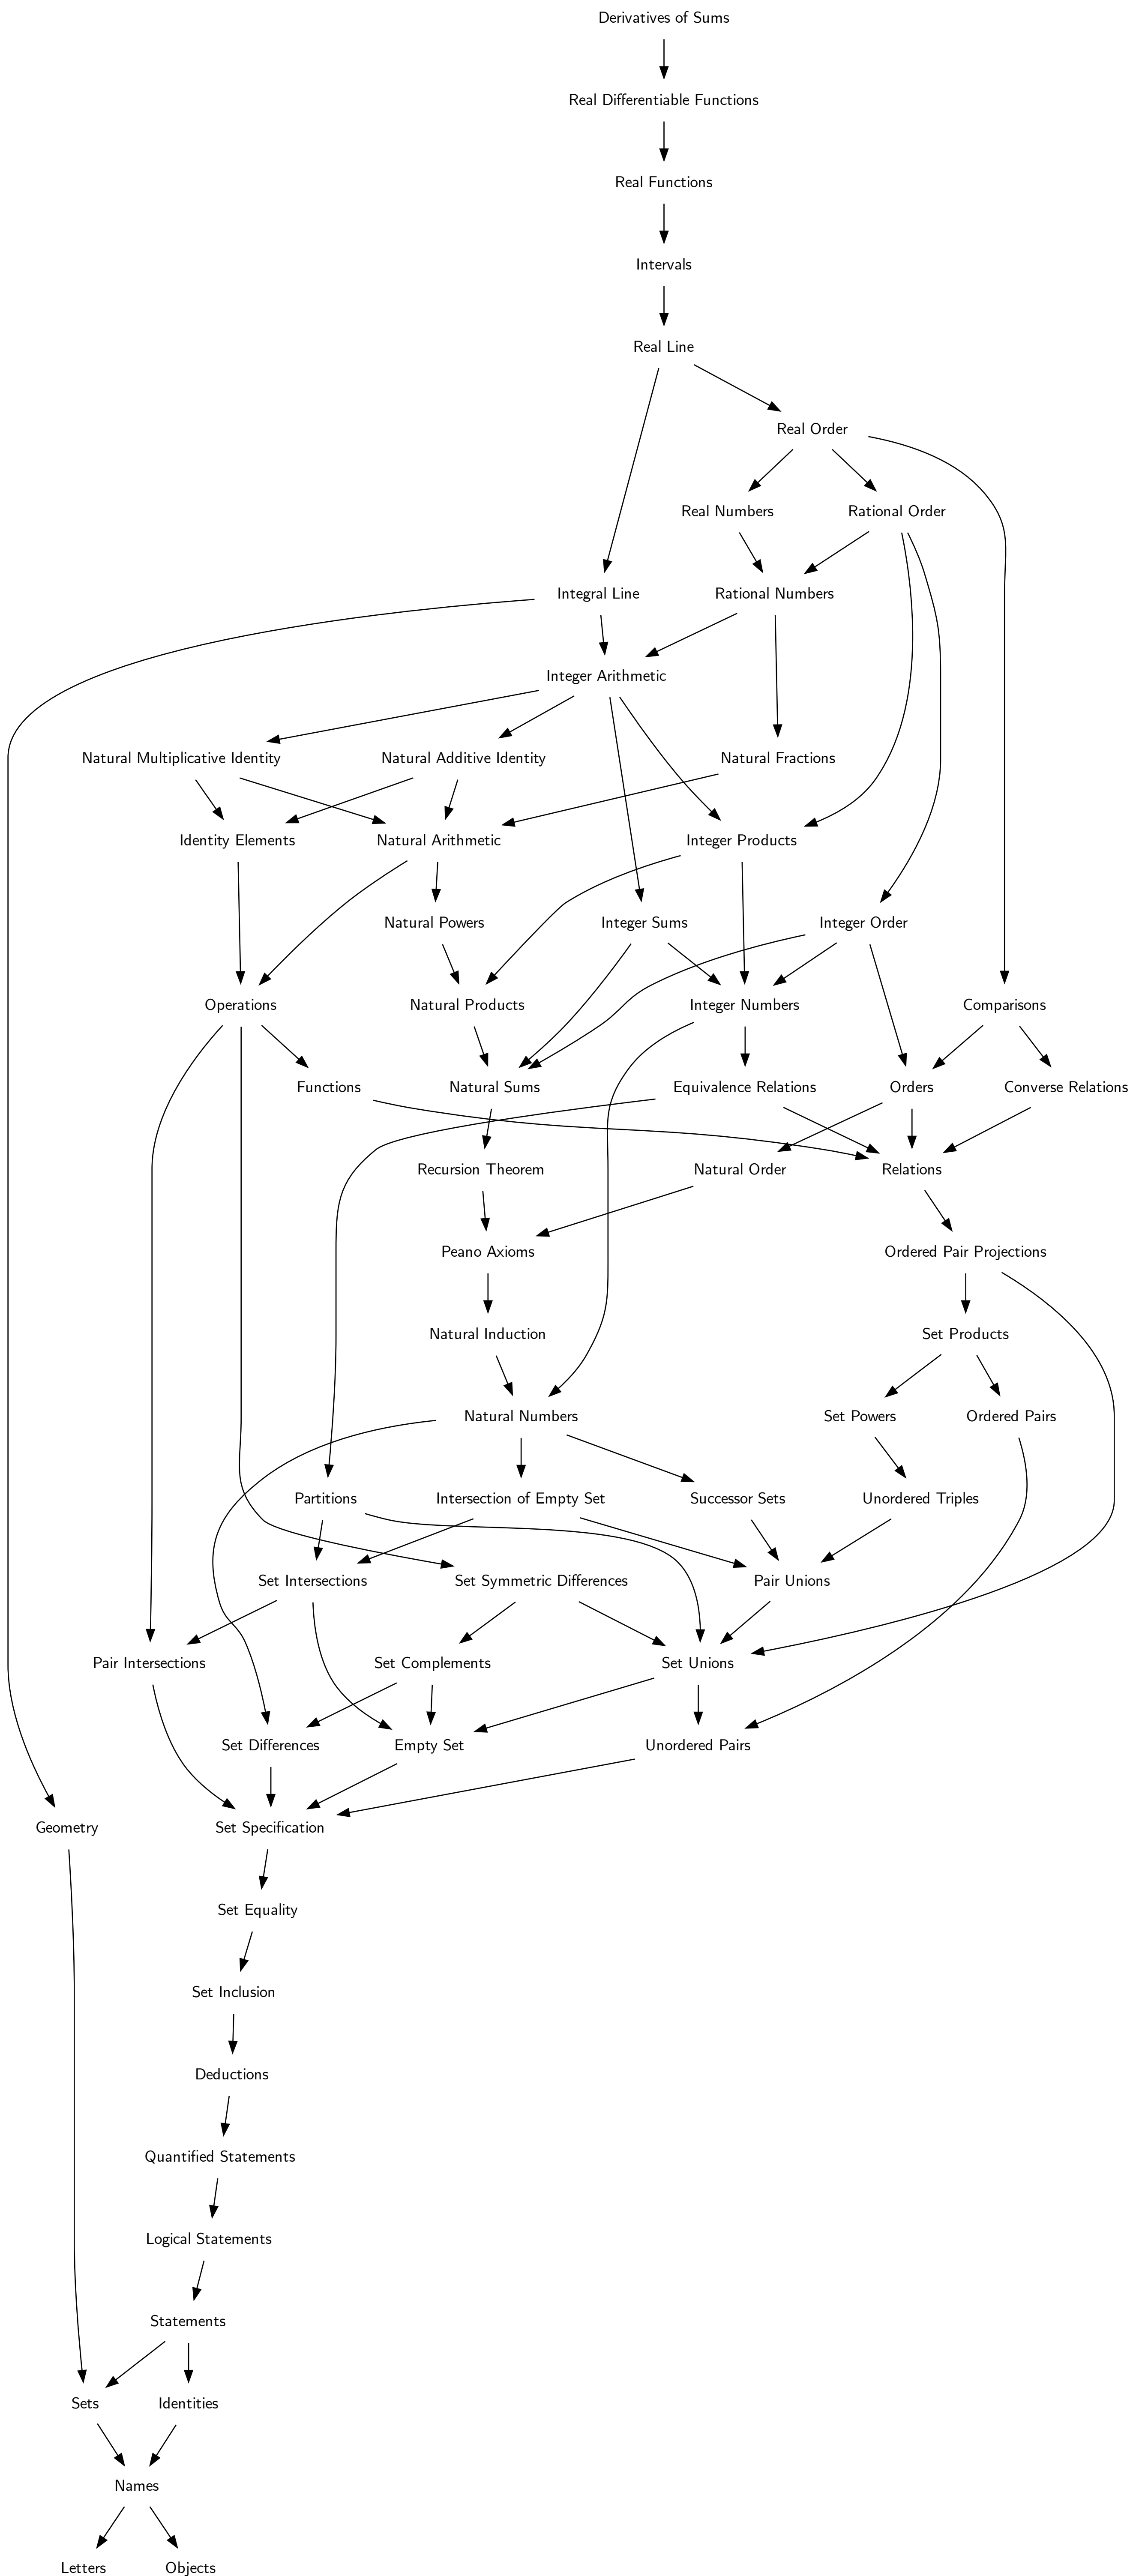 Derivatives of Sums
Real Differentiable Functions
Real Functions
Intervals
Real Line
Real Order
Real Numbers
Rational Order
Integral Line
Rational Numbers
Integer Arithmetic
Natural Multiplicative Identity
Natural Additive Identity
Natural Fractions
Identity Elements
Natural Arithmetic
Integer Products
Natural Powers
Integer Sums
Integer Order
Operations
Natural Products
Integer Numbers
Comparisons
Functions
Natural Sums
Equivalence Relations
Orders
Converse Relations
Recursion Theorem
Natural Order
Relations
Peano Axioms
Ordered Pair Projections
Natural Induction
Set Products
Natural Numbers
Set Powers
Ordered Pairs
Partitions
Intersection of Empty Set
Successor Sets
Unordered Triples
Set Intersections
Set Symmetric Differences
Pair Unions
Pair Intersections
Set Complements
Set Unions
Set Differences
Empty Set
Unordered Pairs
Geometry
Set Specification
Set Equality
Set Inclusion
Deductions
Quantified Statements
Logical Statements
Statements
Sets
Identities
Names
Letters
Objects